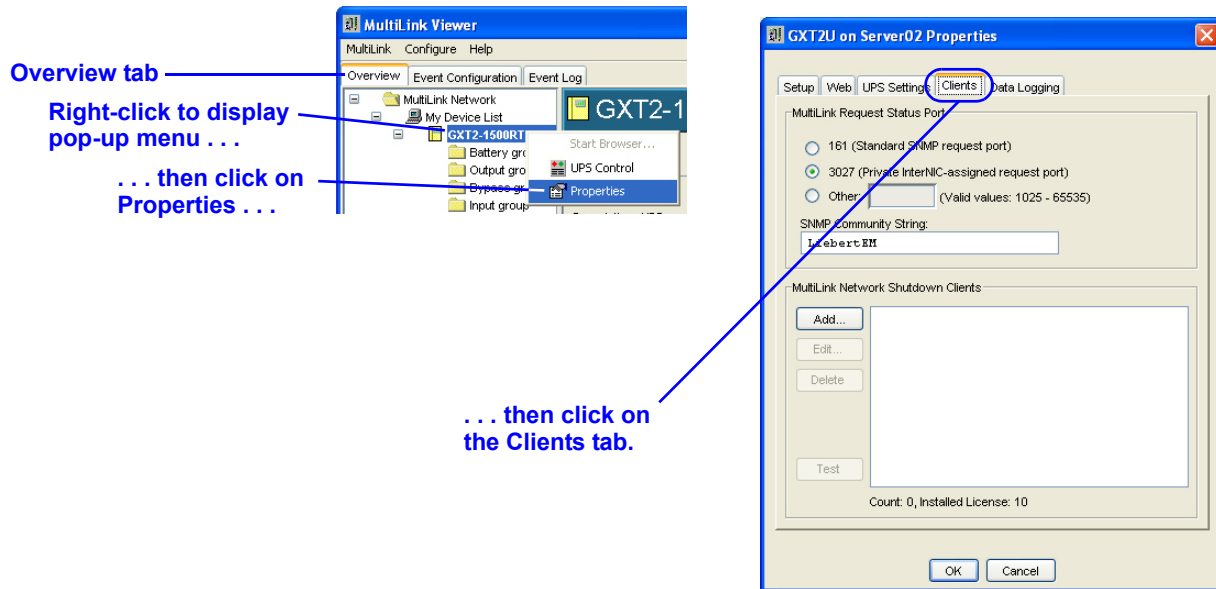 MultiLink Viewer
MultiLink Configure Help
Overview Event Configuration Event Log
MultiLink Network
My Device List
GXT2-1500RT
Battery gr
Output gro
Bypass gr
Input group
GXT2-1
Start Browser...
UPS Control
Properties
Overview tab
Right-click to display
pop-up menu . . .
. . . then click on
Properties . . .
. . . then click on
the Clients tab.
GXT2U on Server02 Properties
Setup Web UPS Settings Clients Data Logging
MultiLink Request Status Port
161 (Standard SNMP request port)
3027 (Private InterNIC-assigned request port)
Other: (Valid values: 1025 - 65535)
SNMP Community String:
LiebertEM
MultiLink Network Shutdown Clients
Add...
Edit...
Delete
Test
Count: 0, Installed License: 10
OK Cancel